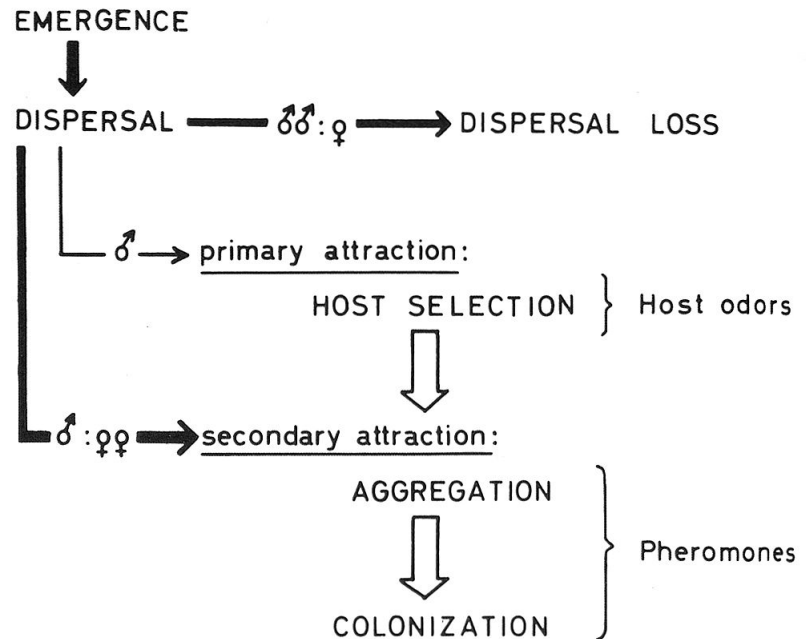 EMERGENCE
DISPERSAL ♂♂:♀ DISPERSAL LOSS
♂ primary attraction:
HOST SELECTION } Host odors
♂:♀♀ secondary attraction:
AGGREGATION
Pheromones
COLONIZATION